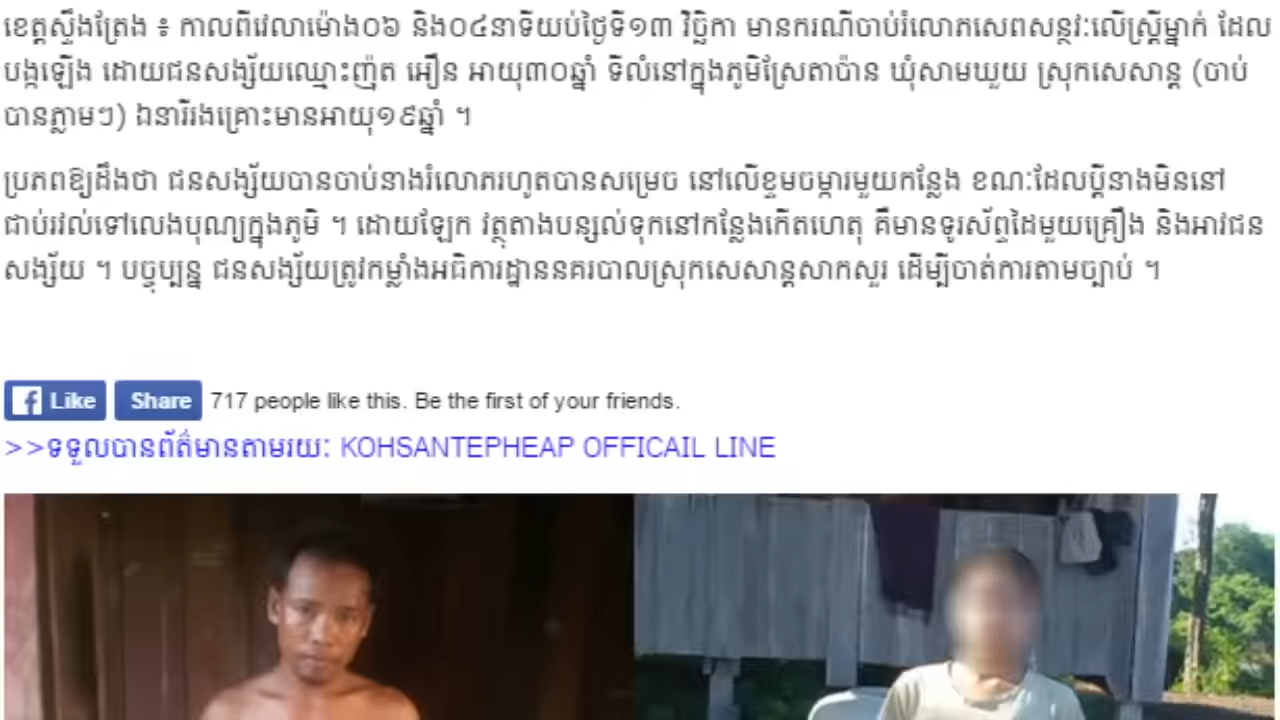 ខេត្តស្ទឹងត្រែង ៖ កាលពីវេលាម៉ោង០៦ និង០៤នាទីយប់ថ្ងៃទី១៣ វិច្ឆិកា មានករណីចាប់រំលោភសេពសន្ថវៈលើស្ត្រីម្នាក់ ដែល
បង្កឡើង ដោយជនសង្ស័យឈ្មោះញ៉ត អឿន អាយុ៣០ឆ្នាំ ទីលំនៅក្នុងភូមិស្រែតាប៉ាន ឃុំសាមឃួយ ស្រុកសេសាន្ត (ចាប់
បានភ្លាមៗ) ឯនារីរងគ្រោះមានអាយុ១៩ឆ្នាំ ។
ប្រភពឱ្យដឹងថា ជនសង្ស័យបានចាប់នាងរំលោភរហូតបានសម្រេច នៅលើខ្ទមចម្ការមួយកន្លែង ខណៈដែលប្តីនាងមិននៅ
ជាប់រវល់ទៅលេងបុណ្យក្នុងភូមិ ។ ដោយឡែក វត្ថុតាងបន្សល់ទុកនៅកន្លែងកើតហេតុ គឺមានទូរស័ព្ទដៃមួយគ្រឿង និងអាវជន
សង្ស័យ ។ បច្ចុប្បន្ន ជនសង្ស័យត្រូវកម្លាំងអធិការដ្ឋាននគរបាលស្រុកសេសាន្តសាកសួរ ដើម្បីចាត់ការតាមច្បាប់ ។
Like Share 717 people like this. Be the first of your friends.
>>ទទួលបានព័ត៌មានតាមរយៈ KOHSANTEPHEAP OFFICAIL LINE